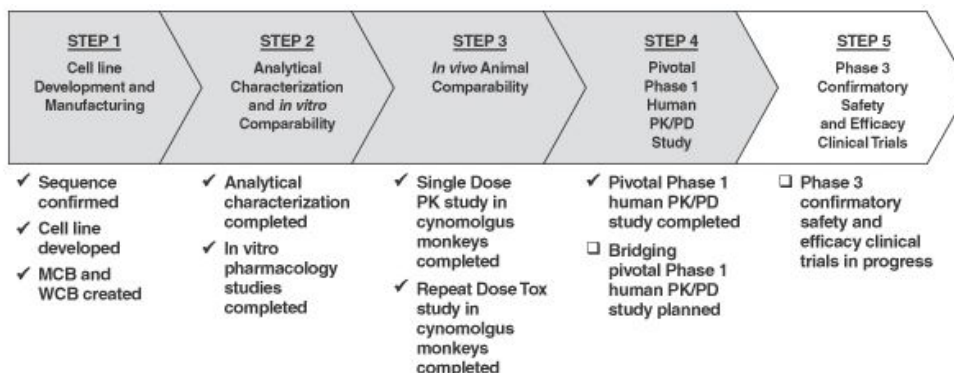 STEP 1
Cell line
Development and
Manufacturing
STEP 2
Analytical
Characterization
and in vitro
Comparability
STEP 3
In vivo Animal
Comparability
STEP 4
Pivotal
Phase 1
Human
PK/PD
Study
STEP 5
Phase 3
Confirmatory
Safety
and Efficacy
Clinical Trials
✓ Sequence
confirmed
✓ Cell line
developed
✓ MCB and
WCB created
✓ Analytical
characterization
completed
✓ In vitro
pharmacology
studies
completed
✓ Single Dose
PK study in
cynomolgus
monkeys
completed
✓ Repeat Dose Tox
study in
cynomolgus
monkeys
completed
✓ Pivotal Phase 1
human PK/PD
study completed
❑ Bridging
pivotal Phase 1
human PK/PD
study planned
❑ Phase 3
confirmatory
safety and
efficacy clinical
trials in progress